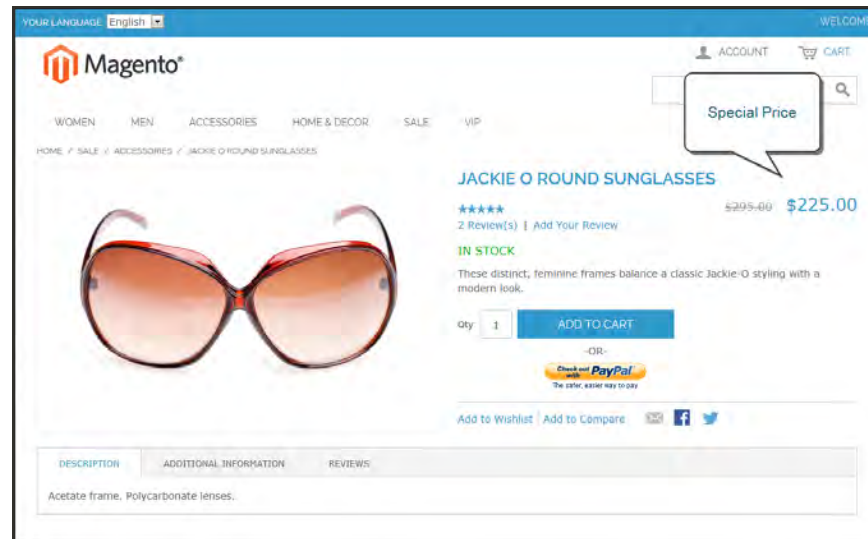 YOUR LANGUAGE: English
WELCOME
Magento®
ACCOUNT CART
Special Price
WOMEN MEN ACCESSORIES HOME & DECOR SALE VIP
HOME / SALE / ACCESSORIES / JACKIE O ROUND SUNGLASSES
JACKIE O ROUND SUNGLASSES
$295.00 $225.00
2 Review(s) | Add Your Review
IN STOCK
These distinct, feminine frames balance a classic Jackie-O styling with a
modern look.
Qty 1 ADD TO CART
-OR-
Check out with PayPal
The safer, easier way to pay
Add to Wishlist Add to Compare
DESCRIPTION ADDITIONAL INFORMATION REVIEWS
Acetate frame. Polycarbonate lenses.